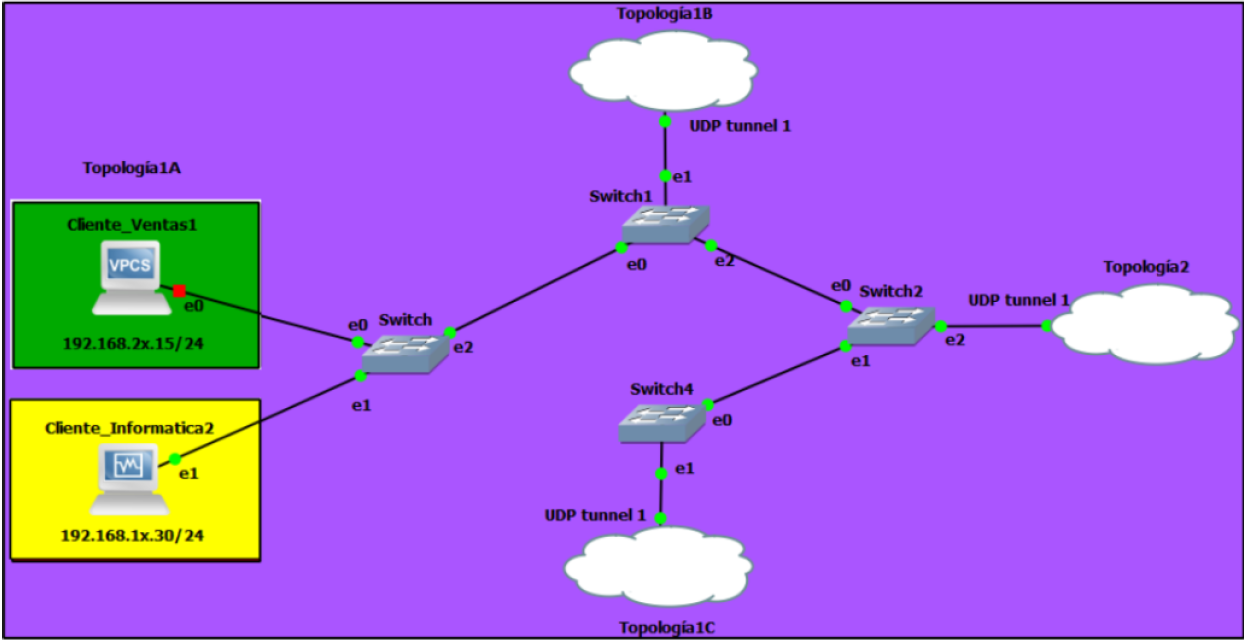 Topología1B
UDP tunnel 1
e1
Topología1A
Switch1
Cliente_Ventas1
VPCS
e0
192.168.2x.15/24
e0
Switch
e2
e0
e2
e0
Switch2
UDP tunnel 1
Topología2
e2
e1
Switch4
e0
e1
e1
Cliente_Informatica2
e1
192.168.1x.30/24
UDP tunnel 1
Topología1C